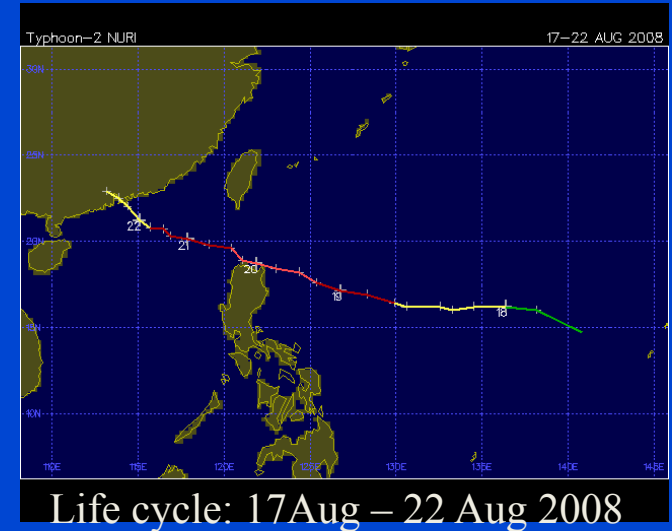 Typhoon-2 NURI 17-22 AUG 2008
30N
25N
20N
15N
10N
22
21
20
19
18
110E 115E 120E 125E 130E 135E 140E 145E
Life cycle: 17Aug – 22 Aug 2008